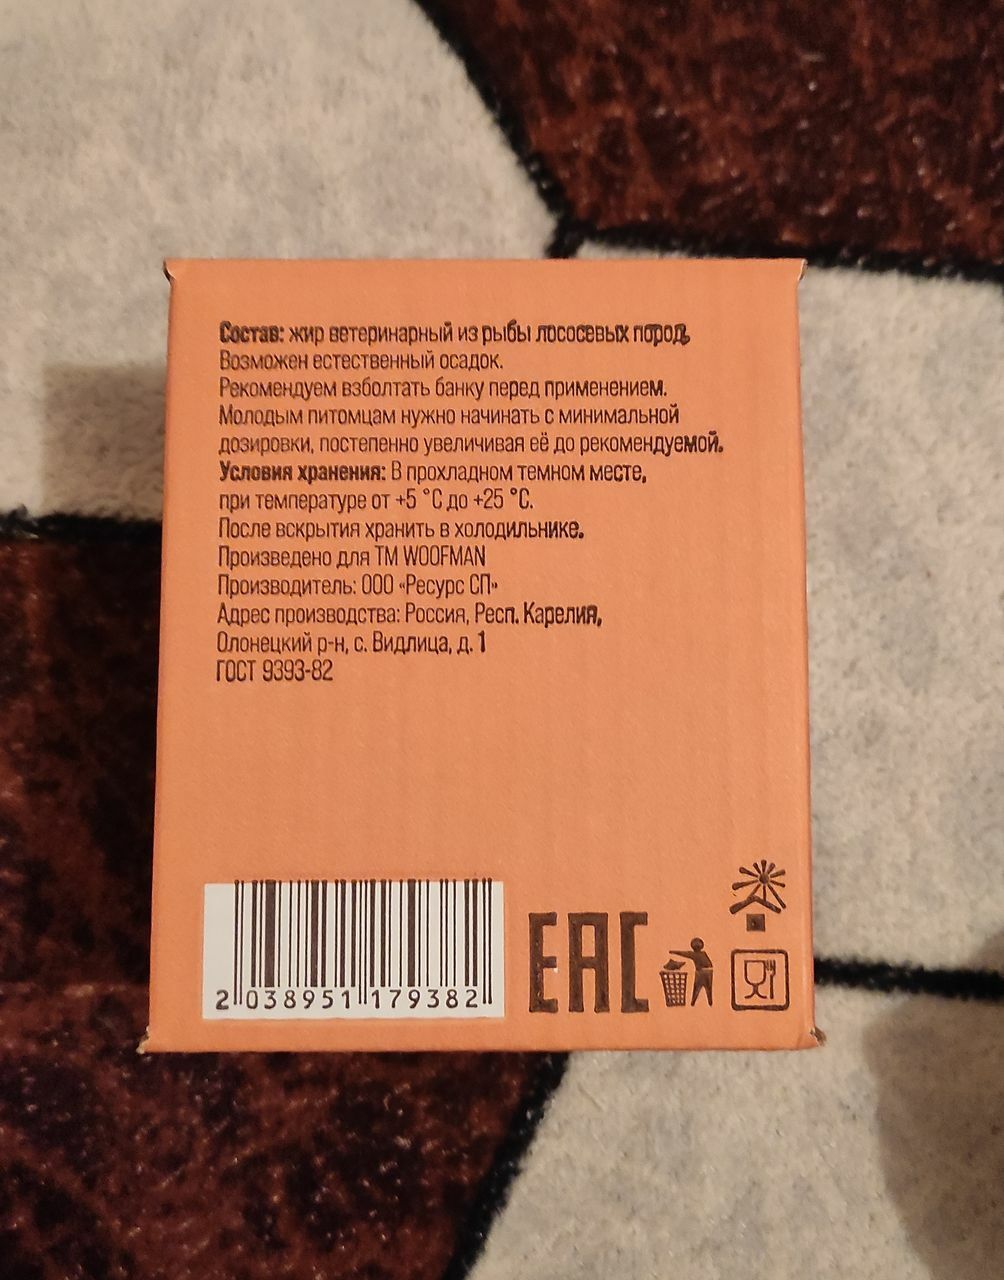 Состав: жир ветеринарный из рыбы лососевых пород.
Возможен естественный осадок.
Рекомендуем взболтать банку перед применением.
Молодым питомцам нужно начинать с минимальной
дозировки, постепенно увеличивая её до рекомендуемой.
Условия хранения: В прохладном темном месте,
при температуре от +5 °С до +25 °С.
После вскрытия хранить в холодильнике.
Произведено для ТМ WOOFMAN
Производитель: ООО «Ресурс СП»
Адрес производства: Россия, Респ. Карелия,
Олонецкий р-н, с. Видлица, д. 1
ГОСТ 9393-82
2 038951 179382
EAC